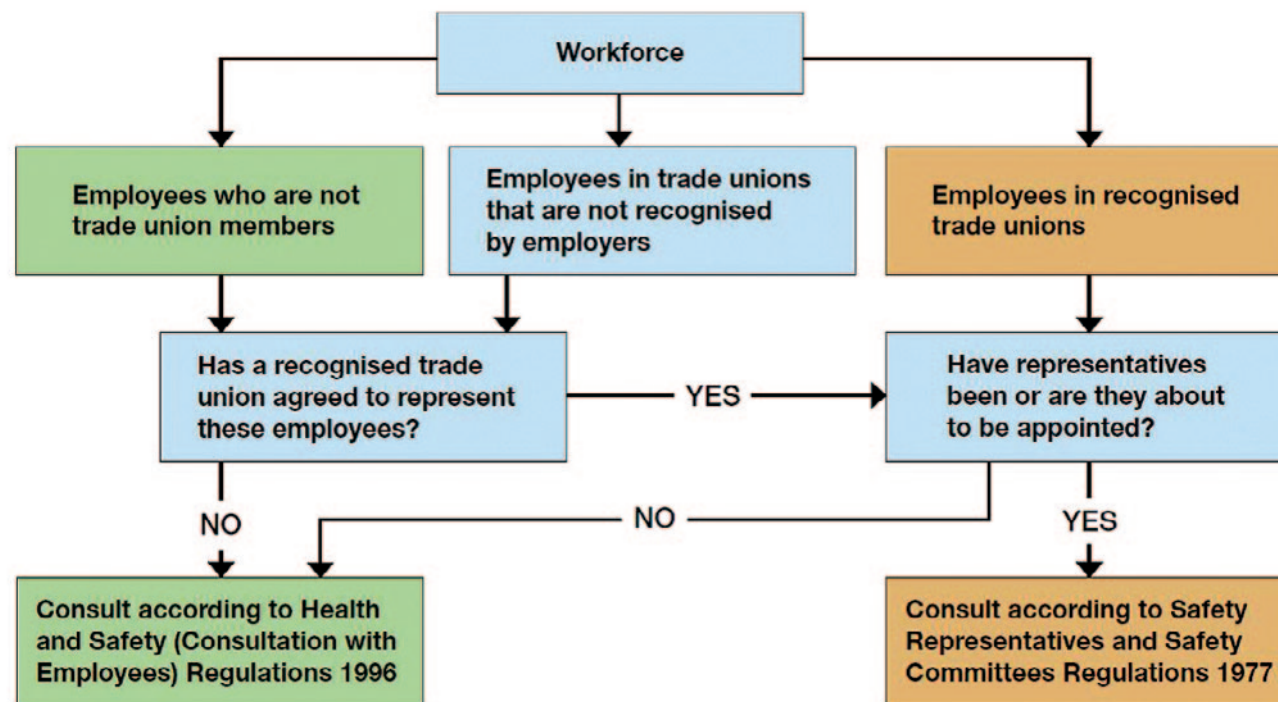 Workforce
Employees who are not
trade union members
Employees in trade unions
that are not recognised
by employers
Employees in recognised
trade unions
Has a recognised trade
union agreed to represent
these employees?
YES
Have representatives
been or are they about
to be appointed?
NO
NO
YES
Consult according to Health
and Safety (Consultation with
Employees) Regulations 1996
Consult according to Safety
Representatives and Safety
Committees Regulations 1977